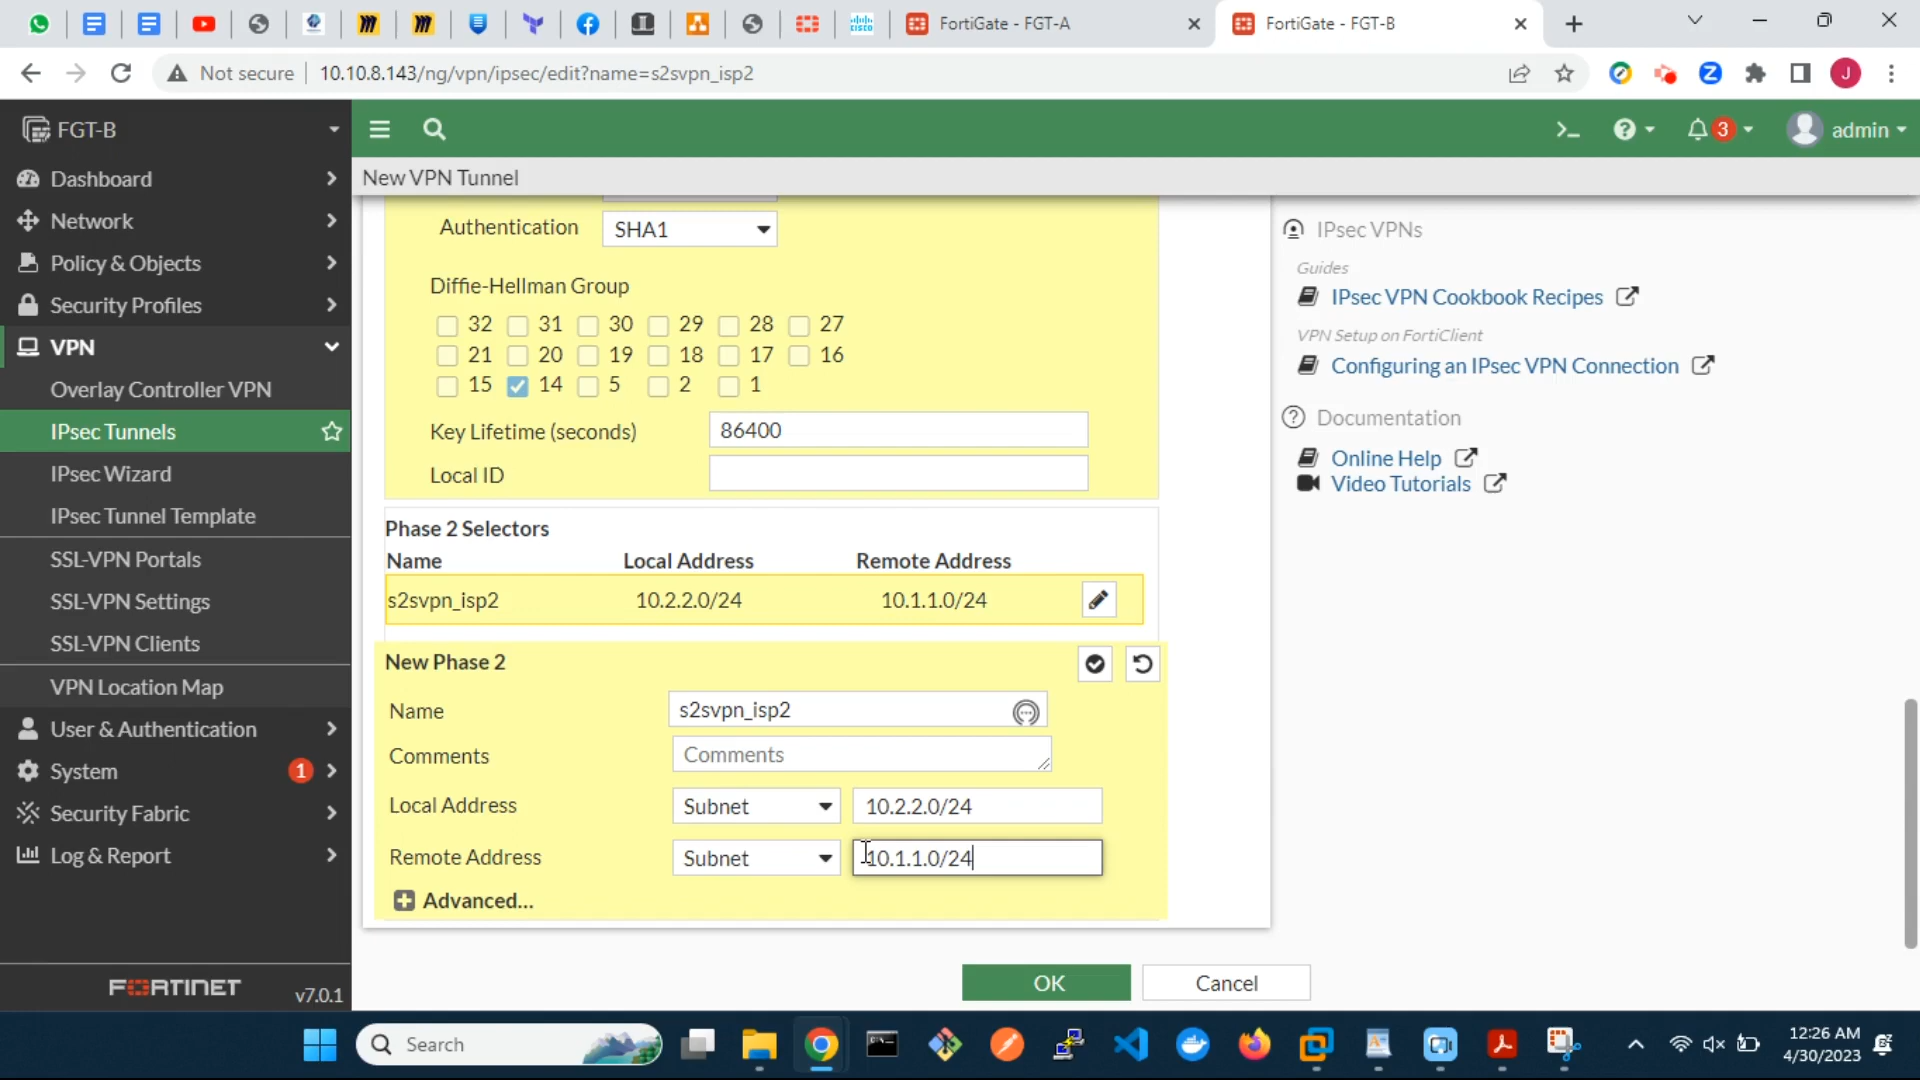 FortiGate - FGT-A
FortiGate - FGT-B
Not secure
10.10.8.143/ng/vpn/ipsec/edit?name=s2svpn_isp2
J
FGT-B
>_
3
admin
Dashboard
New VPN Tunnel
Network
Policy & Objects
Security Profiles
VPN
Overlay Controller VPN
IPsec Tunnels
IPsec Wizard
IPsec Tunnel Template
SSL-VPN Portals
SSL-VPN Settings
SSL-VPN Clients
VPN Location Map
User & Authentication
System 1
Security Fabric
Log & Report
FORTINET
v7.0.1
Authentication SHA1
Diffie-Hellman Group
32 31 30 29 28 27
21 20 19 18 17 16
15 14 5 2 1
Key Lifetime (seconds) 86400
Local ID
Phase 2 Selectors
Name Local Address Remote Address
s2svpn_isp2 10.2.2.0/24 10.1.1.0/24
New Phase 2
Name s2svpn_isp2
Comments Comments
Local Address Subnet 10.2.2.0/24
Remote Address Subnet 10.1.1.0/24
Advanced...
OK Cancel
IPsec VPNs
Guides
IPsec VPN Cookbook Recipes
VPN Setup on FortiClient
Configuring an IPsec VPN Connection
Documentation
Online Help
Video Tutorials
Search
12:26 AM
4/30/2023